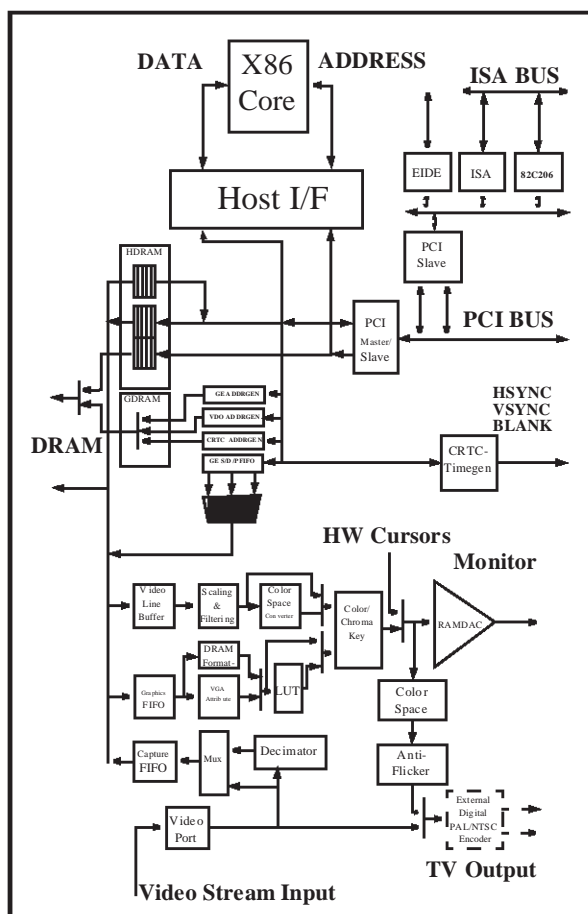 DATA
X86
Core
ADDRESS
ISA BUS
EIDE
ISA
82C206
Host I/F
PCI
Slave
HDRAM
PCI
Master/
Slave
PCI BUS
GDRAM
GE ADDRGEN
VDO ADDRGEN
CRTC ADDRGEN
GE S/D/P FIFO
DRAM
HSYNC
VSYNC
BLANK
CRTC-
Timegen
HW Cursors
Monitor
Video
Line
Buffer
Scaling
&
Filtering
Color
Space
Converter
Color/
Chroma
Key
RAMDAC
DRAM
Format-
Graphics
FIFO
VGA
Attribute
LUT
Color
Space
Capture
FIFO
Mux
Decimator
Anti-
Flicker
Video
Port
External
Digital
PAL/NTSC
Encoder
TV Output
Video Stream Input